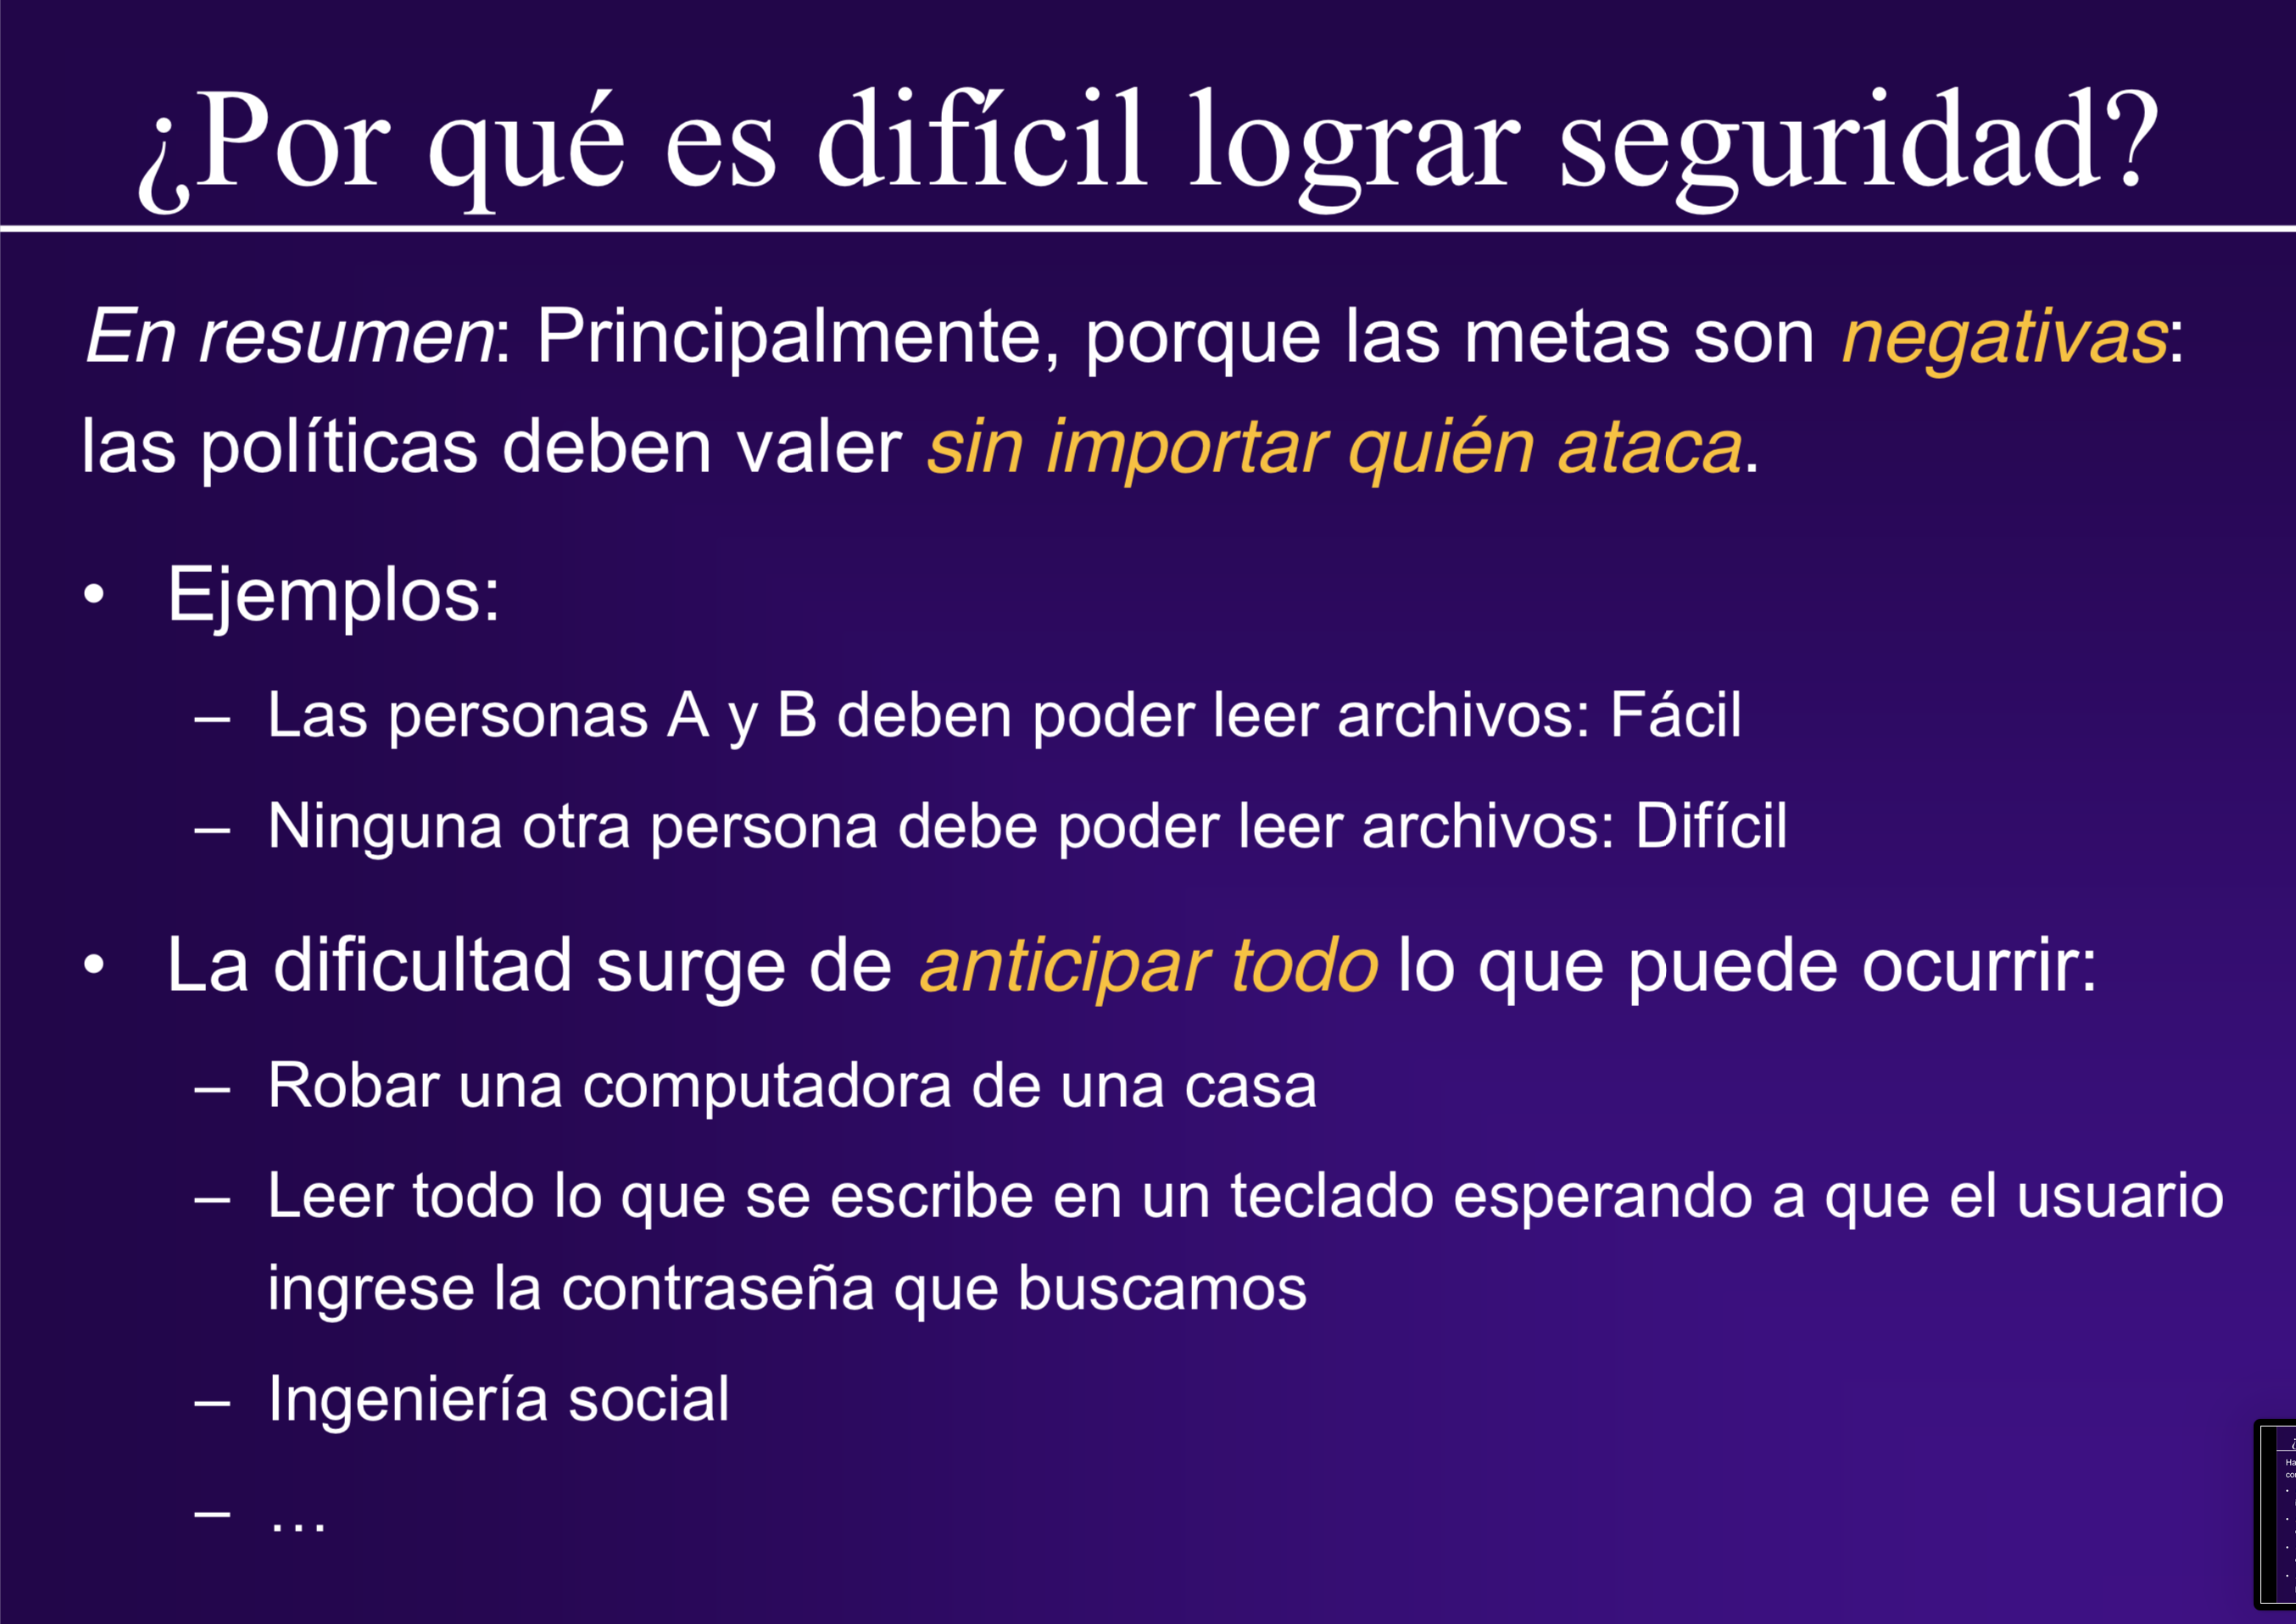 ¿Por qué es difícil lograr seguridad?
En resumen: Principalmente, porque las metas son negativas:
las políticas deben valer sin importar quién ataca.
• Ejemplos:
– Las personas A y B deben poder leer archivos: Fácil
– Ninguna otra persona debe poder leer archivos: Difícil
• La dificultad surge de anticipar todo lo que puede ocurrir:
– Robar una computadora de una casa
– Leer todo lo que se escribe en un teclado esperando a que el usuario
ingrese la contraseña que buscamos
– Ingeniería social
– …